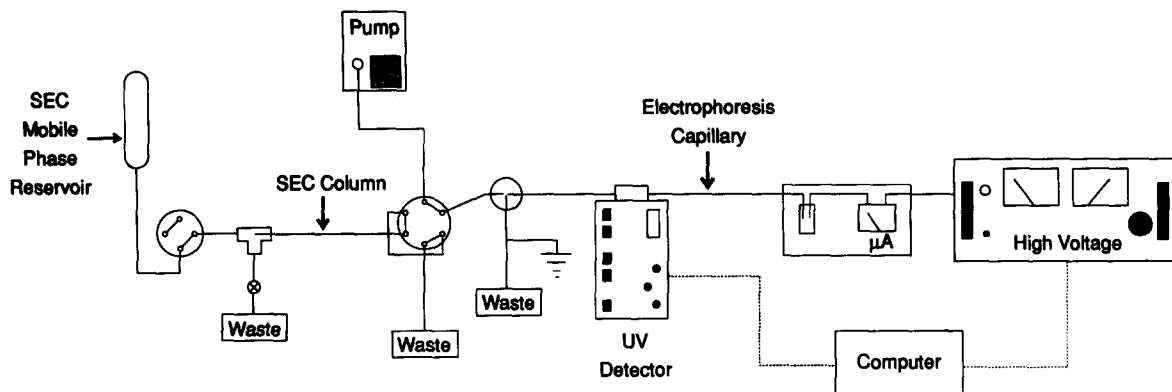 Pump
SEC
Mobile
Phase
Reservoir
SEC Column
Electrophoresis
Capillary
μA
High Voltage
Waste
Waste
Waste
UV
Detector
Computer